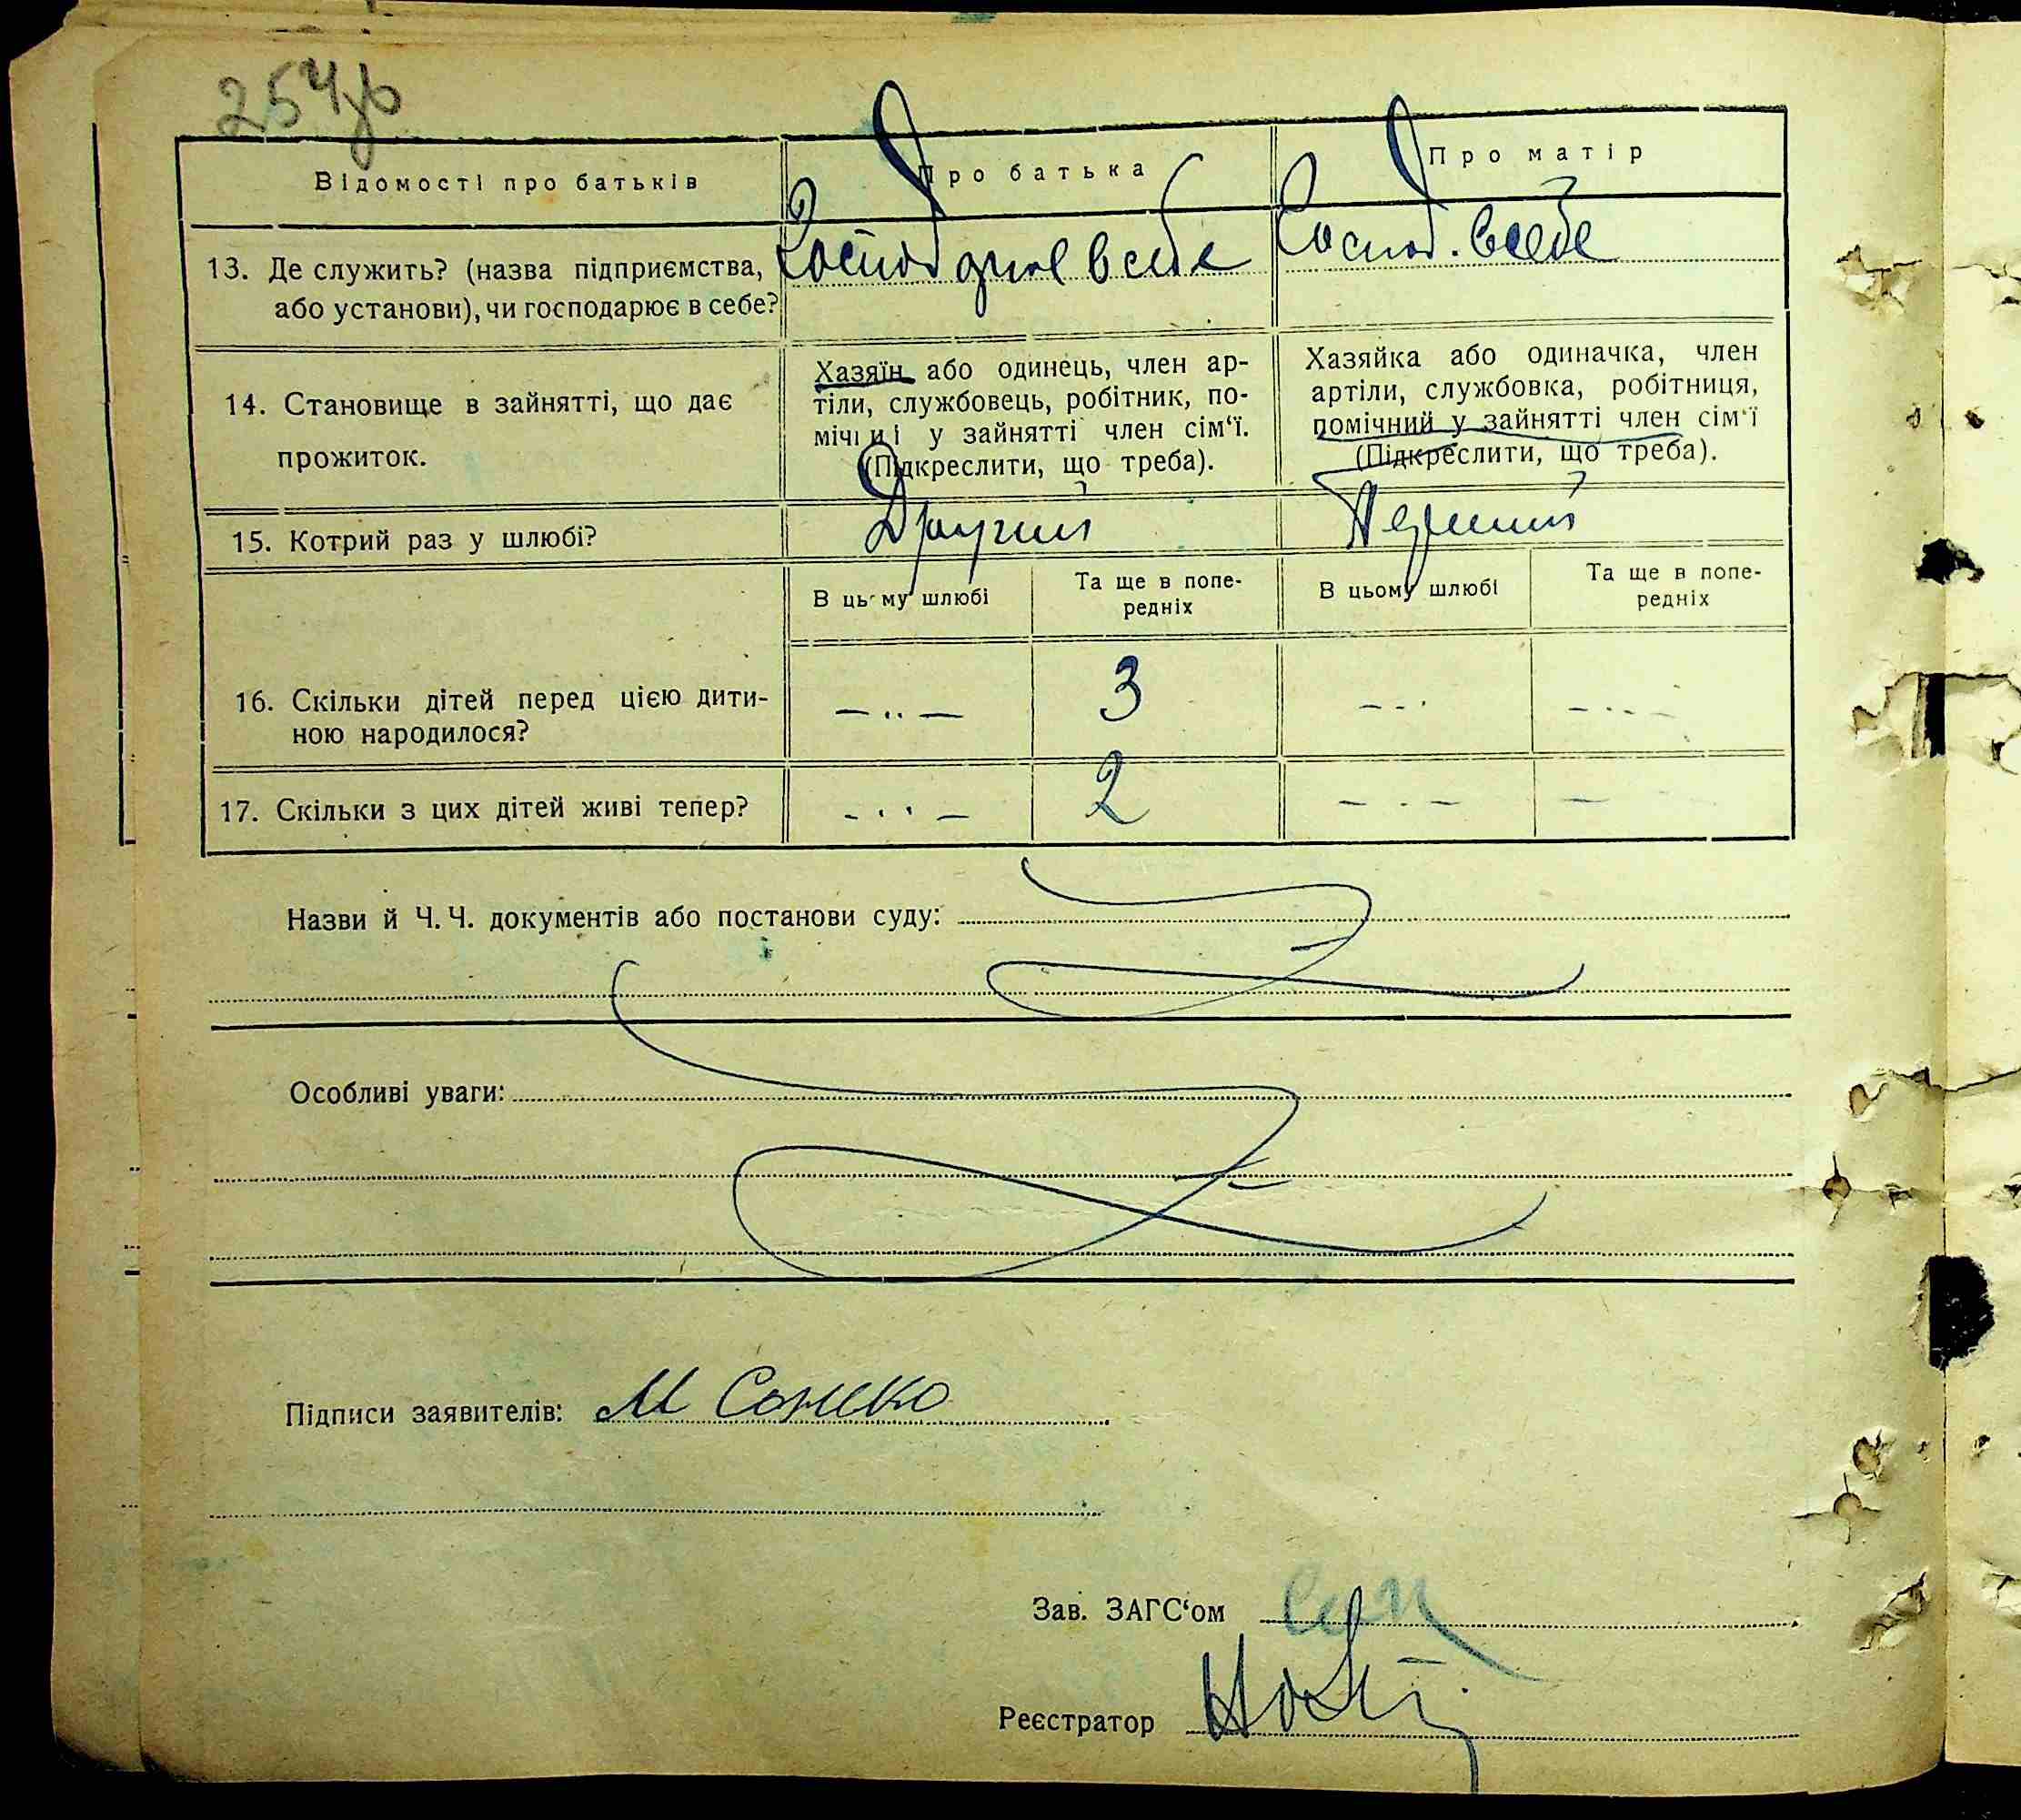 254зв
Відомості про батьків
Про батька
Про матір
13. Де служить? (назва підприємства,
або установи), чи господарює в себе?
Господарює в себе
Господ. в себе
14. Становище в зайнятті, що дає
прожиток.
Хазяїн або одинець, член ар-
тіли, службовець, робітник, по-
мічний у зайнятті член сім‘ї.
(Підкреслити, що треба).
Хазяйка або одиначка, член
артіли, службовка, робітниця,
помічний у зайнятті член сім‘ї
(Підкреслити, що треба).
15. Котрий раз у шлюбі?
Другий
Перший
В цьому шлюбі
Та ще в попе-
редніх
В цьому шлюбі
Та ще в попе-
редніх
16. Скільки дітей перед цією дити-
ною народилося?
3
17. Скільки з цих дітей живі тепер?
2
Назви й Ч. Ч. документів або постанови суду:
Особливі уваги:
Підписи заявителів:
М
Зав. ЗАГС‘ом
Реєстратор